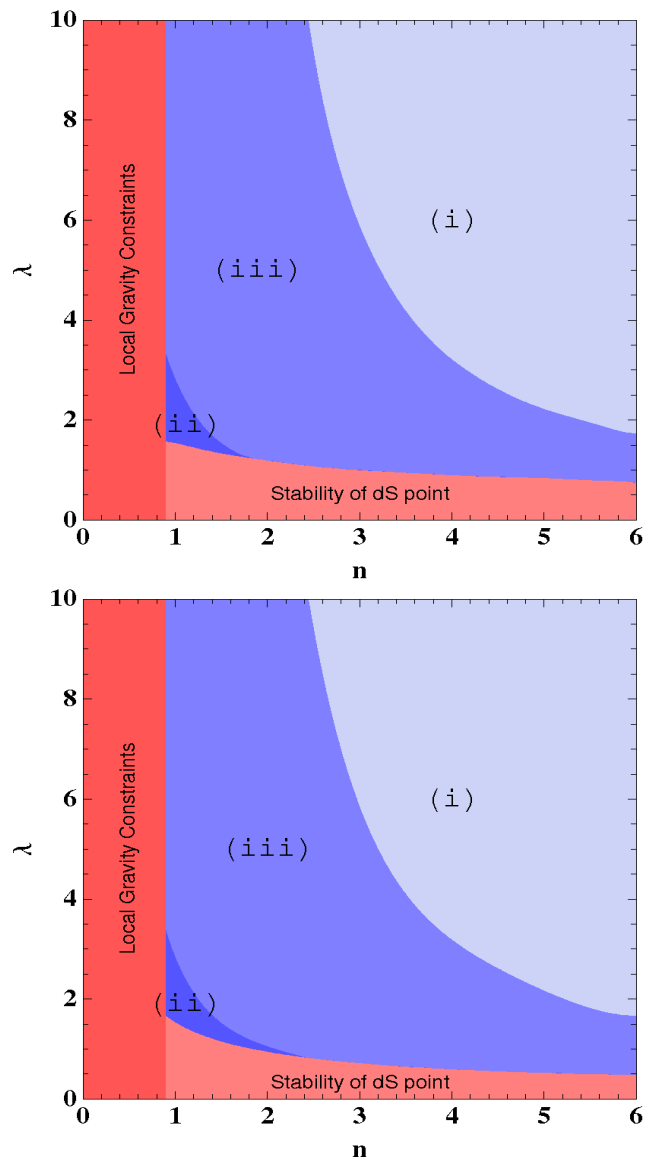 10
8
6
4
2
0
λ
Local Gravity Constraints
(i)
(iii)
(ii)
Stability of dS point
0 1 2 3 4 5 6
n
10
8
6
4
2
0
λ
Local Gravity Constraints
(i)
(iii)
(ii)
Stability of dS point
0 1 2 3 4 5 6
n